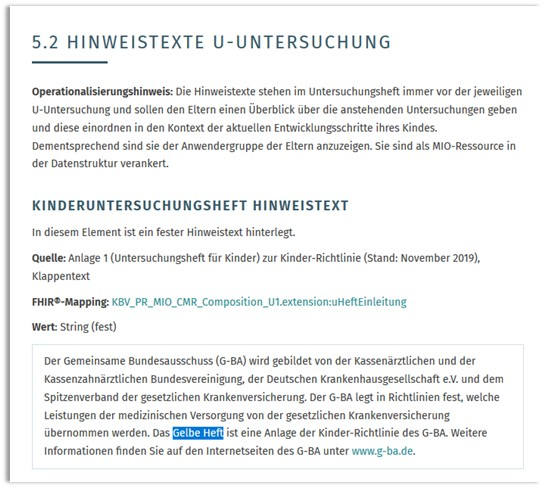 5.2 HINWEISTEXTE U-UNTERSUCHUNG
Operationalisierungshinweis: Die Hinweistexte stehen im Untersuchungsheft immer vor der jeweiligen
U-Untersuchung und sollen den Eltern einen Überblick über die anstehenden Untersuchungen geben
und diese einordnen in den Kontext der aktuellen Entwicklungsschritte ihres Kindes.
Dementsprechend sind sie der Anwendergruppe der Eltern anzuzeigen. Sie sind als MIO-Ressource in
der Datenstruktur verankert.
KINDERUNTERSUCHUNGSHEFT HINWEISTEXT
In diesem Element ist ein fester Hinweistext hinterlegt.
Quelle: Anlage 1 (Untersuchungsheft für Kinder) zur Kinder-Richtlinie (Stand: November 2019),
Klappentext
FHIR®-Mapping: KBV_PR_MIO_CMR_Composition_U1.extension:uHeftEinleitung
Wert: String (fest)
Der Gemeinsame Bundesausschuss (G-BA) wird gebildet von der Kassenärztlichen und der
Kassenzahnärztlichen Bundesvereinigung, der Deutschen Krankenhausgesellschaft e.V. und dem
Spitzenverband der gesetzlichen Krankenversicherung. Der G-BA legt in Richtlinien fest, welche
Leistungen der medizinischen Versorgung von der gesetzlichen Krankenversicherung
übernommen werden. Das Gelbe Heft ist eine Anlage der Kinder-Richtlinie des G-BA. Weitere
Informationen finden Sie auf den Internetseiten des G-BA unter www.g-ba.de.